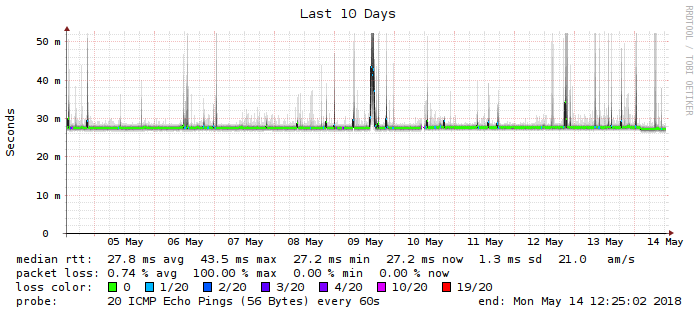 Last 10 Days
RRDTOOL / TOBI OETIKER
Seconds
50 m
40 m
30 m
20 m
10 m
0
05 May 06 May 07 May 08 May 09 May 10 May 11 May 12 May 13 May 14 May
median rtt: 27.8 ms avg 43.5 ms max 27.2 ms min 27.2 ms now 1.3 ms sd 21.0 am/s
packet loss: 0.74 % avg 100.00 % max 0.00 % min 0.00 % now
loss color: 0 1/20 2/20 3/20 4/20 10/20 19/20
probe: 20 ICMP Echo Pings (56 Bytes) every 60s end: Mon May 14 12:25:02 2018